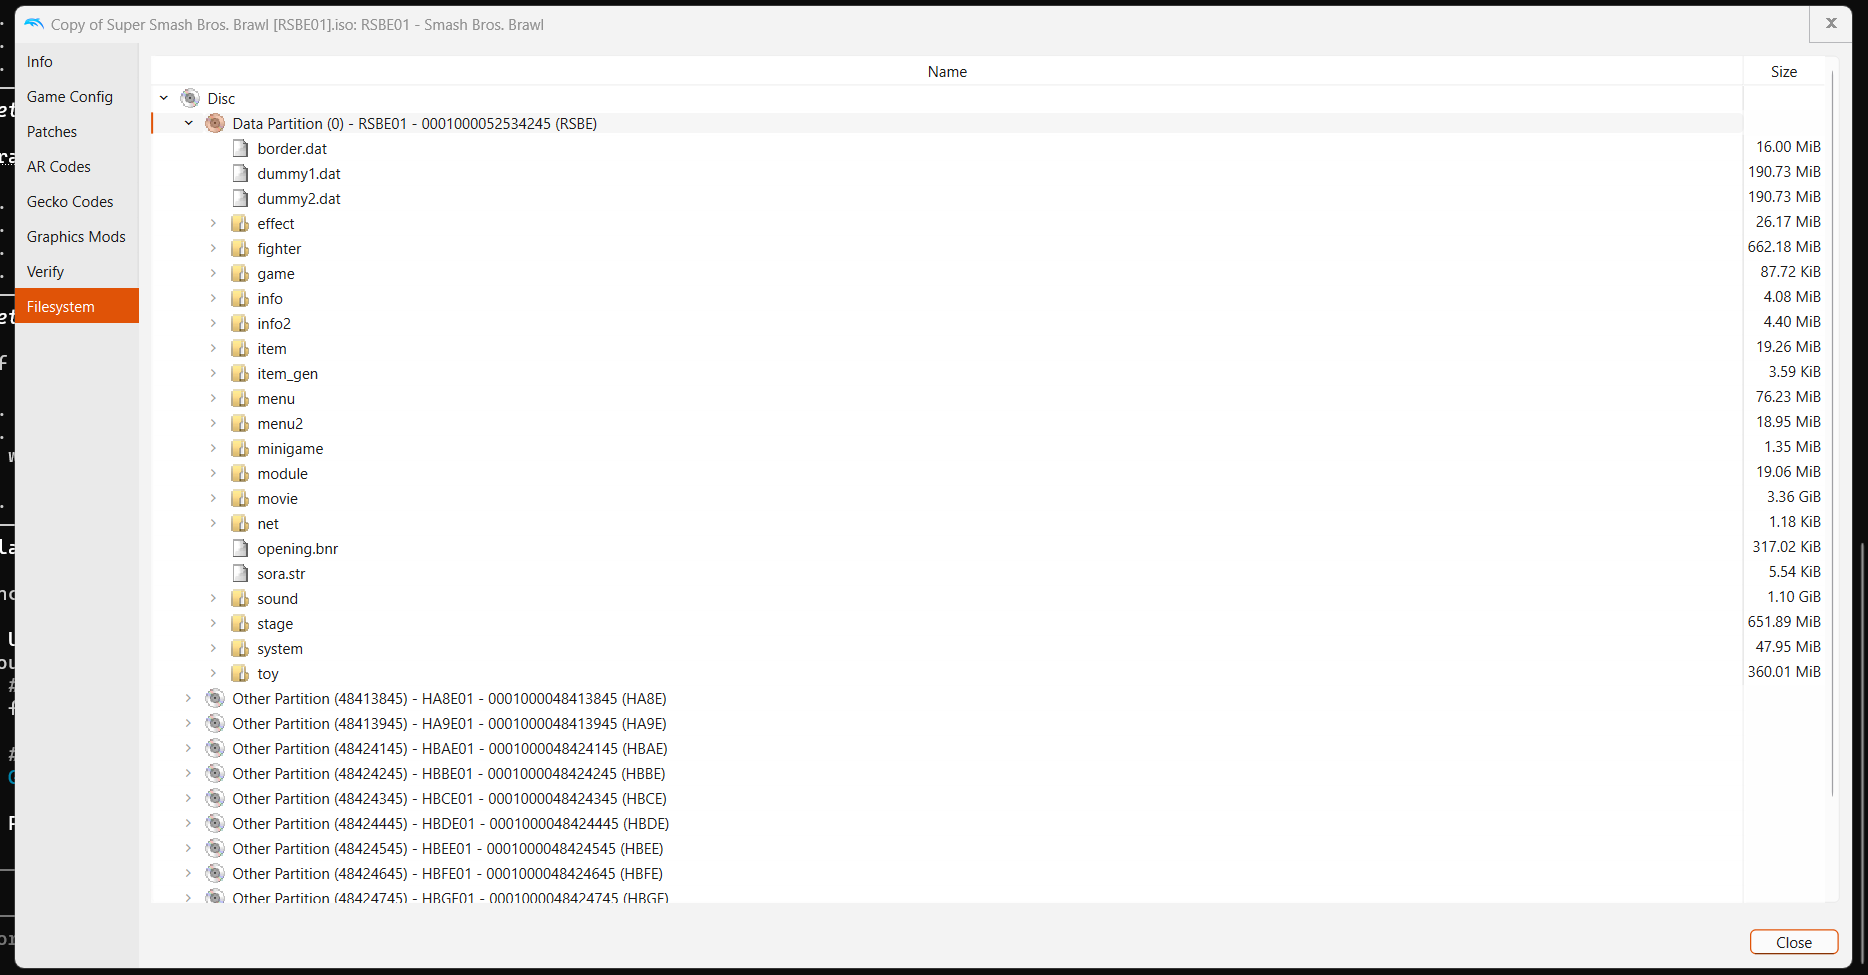 Copy of Super Smash Bros. Brawl [RSBE01].iso: RSBE01 - Smash Bros. Brawl
Info
Game Config
Patches
AR Codes
Gecko Codes
Graphics Mods
Verify
Filesystem
Name Size
Disc
Data Partition (0) - RSBE01 - 0001000052534245 (RSBE)
border.dat 16.00 MiB
dummy1.dat 190.73 MiB
dummy2.dat 190.73 MiB
effect 26.17 MiB
fighter 662.18 MiB
game 87.72 KiB
info 4.08 MiB
info2 4.40 MiB
item 19.26 MiB
item_gen 3.59 KiB
menu 76.23 MiB
menu2 18.95 MiB
minigame 1.35 MiB
module 19.06 MiB
movie 3.36 GiB
net 1.18 KiB
opening.bnr 317.02 KiB
sora.str 5.54 KiB
sound 1.10 GiB
stage 651.89 MiB
system 47.95 MiB
toy 360.01 MiB
Other Partition (48413845) - HA8E01 - 0001000048413845 (HA8E)
Other Partition (48413945) - HA9E01 - 0001000048413945 (HA9E)
Other Partition (48424145) - HBAE01 - 0001000048424145 (HBAE)
Other Partition (48424245) - HBBE01 - 0001000048424245 (HBBE)
Other Partition (48424345) - HBCE01 - 0001000048424345 (HBCE)
Other Partition (48424445) - HBDE01 - 0001000048424445 (HBDE)
Other Partition (48424545) - HBEE01 - 0001000048424545 (HBEE)
Other Partition (48424645) - HBFE01 - 0001000048424645 (HBFE)
Other Partition (48424745) - HBGE01 - 0001000048424745 (HBGE)
Close